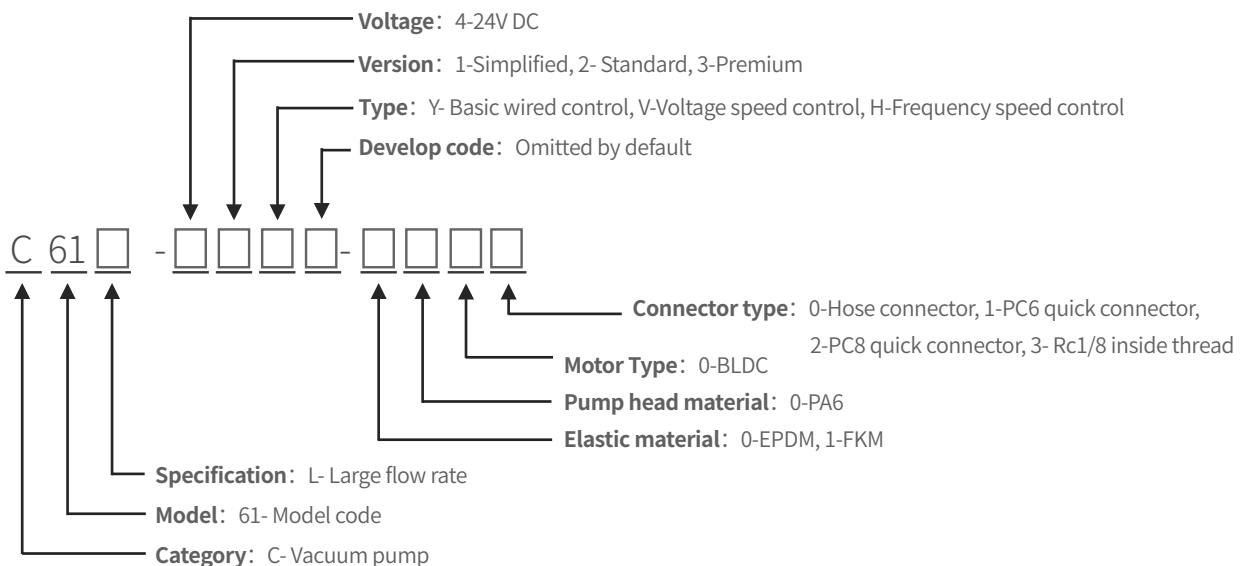 Voltage：4-24V DC
Version：1-Simplified, 2- Standard, 3-Premium
Type：Y- Basic wired control, V-Voltage speed control, H-Frequency speed control
Develop code：Omitted by default
C 61□ -□□□□-□□□□
Connector type：0-Hose connector, 1-PC6 quick connector,
2-PC8 quick connector, 3- Rc1/8 inside thread
Motor Type：0-BLDC
Pump head material：0-PA6
Elastic material：0-EPDM, 1-FKM
Specification：L- Large flow rate
Model：61- Model code
Category：C- Vacuum pump